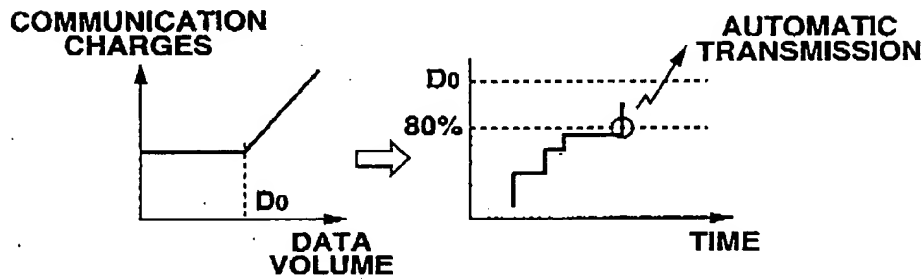 COMMUNICATION
CHARGES
D0
DATA
VOLUME
AUTOMATIC
TRANSMISSION
D0
80%
TIME